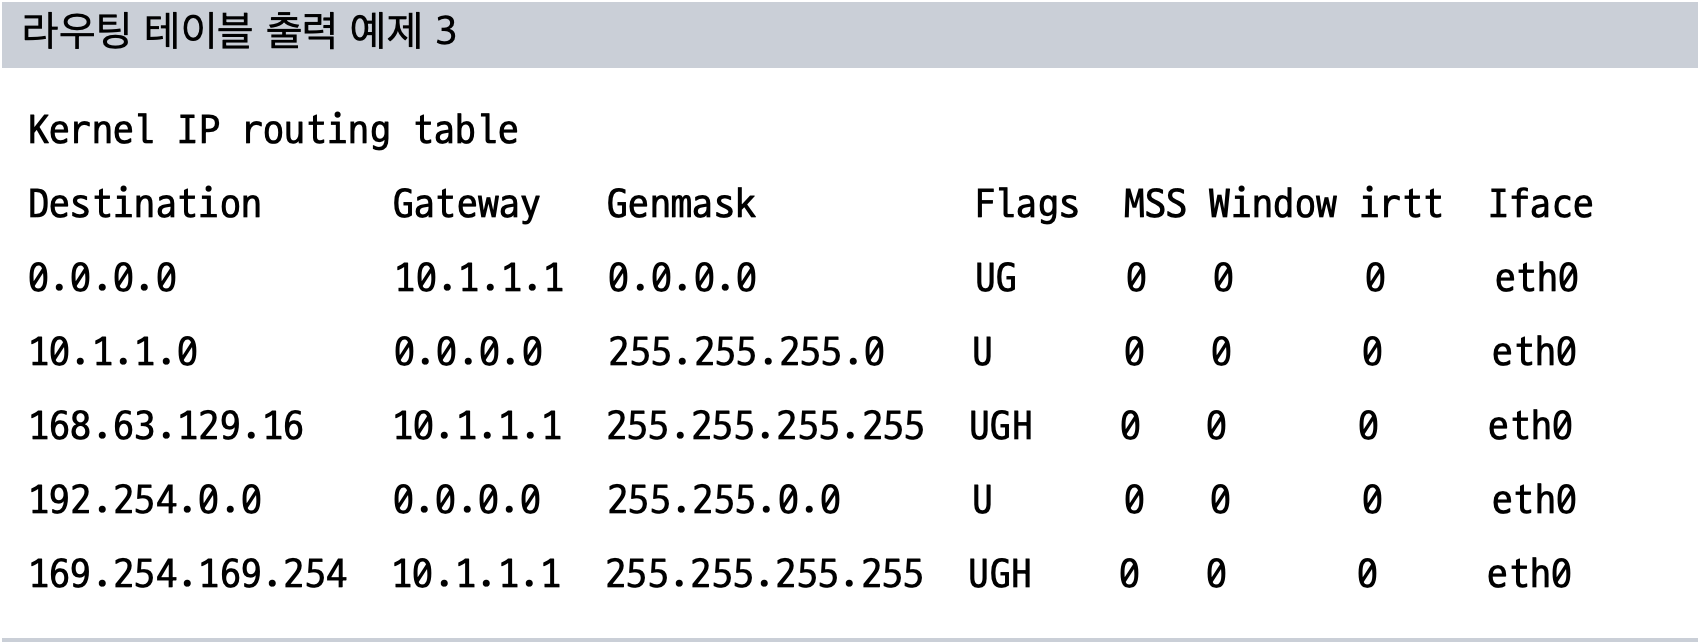 라우팅 테이블 출력 예제 3
Kernel IP routing table
Destination Gateway Genmask Flags MSS Window irtt Iface
0.0.0.0 10.1.1.1 0.0.0.0 UG 0 0 0 eth0
10.1.1.0 0.0.0.0 255.255.255.0 U 0 0 0 eth0
168.63.129.16 10.1.1.1 255.255.255.255 UGH 0 0 0 eth0
192.254.0.0 0.0.0.0 255.255.0.0 U 0 0 0 eth0
169.254.169.254 10.1.1.1 255.255.255.255 UGH 0 0 0 eth0